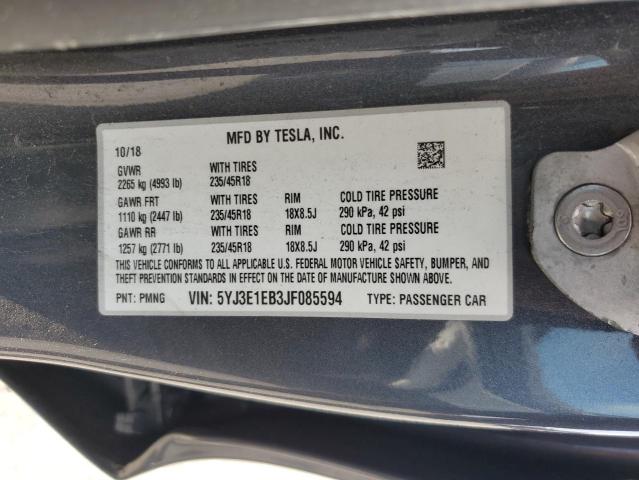 MFD BY TESLA, INC.
10/18
GVWR WITH TIRES
2265 kg (4993 lb) 235/45R18
GAWR FRT WITH TIRES RIM COLD TIRE PRESSURE
1110 kg (2447 lb) 235/45R18 18X8.5J 290 kPa, 42 psi
GAWR RR WITH TIRES RIM COLD TIRE PRESSURE
1257 kg (2771 lb) 235/45R18 18X8.5J 290 kPa, 42 psi
THIS VEHICLE CONFORMS TO ALL APPLICABLE U.S. FEDERAL MOTOR VEHICLE SAFETY, BUMPER, AND
THEFT PREVENTION STANDARDS IN EFFECT ON THE DATE OF MANUFACTURE SHOWN ABOVE.
PNT: PMNG VIN: 5YJ3E1EB3JF085594 TYPE: PASSENGER CAR